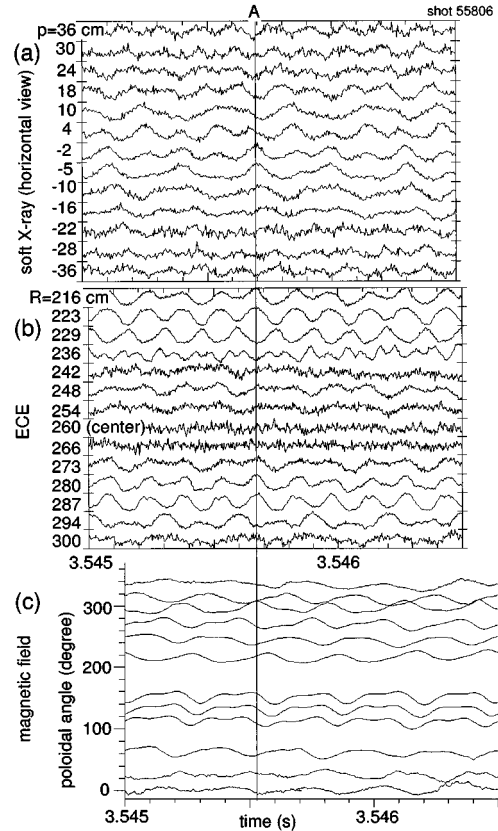 A
shot 55806
(a)
soft X-ray (horizontal view)
p=36 cm
30
24
18
10
4
-2
-5
-10
-16
-22
-28
-36
(b)
ECE
R=216 cm
223
229
236
242
248
254
260 (center)
266
273
280
287
294
300
3.545
3.546
(c)
magnetic field
poloidal angle (degree)
300
200
100
0
3.545
3.546
time (s)